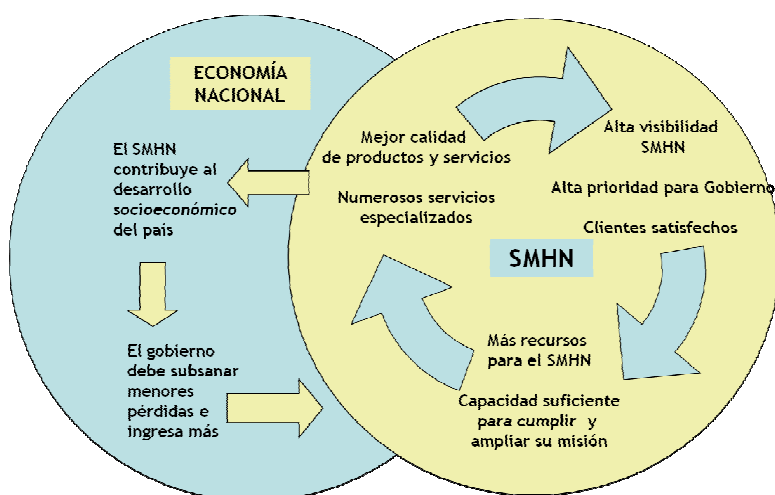 ECONOMÍA
NACIONAL
El SMHN
contribuye al
desarrollo
socioeconómico
del país
El gobierno
debe subsanar
menores
pérdidas e
ingresa más
Mejor calidad
de productos y servicios
Numerosos servicios
especializados
Alta visibilidad
SMHN
Alta prioridad para Gobierno
Clientes satisfechos
SMHN
Más recursos
para el SMHN
Capacidad suficiente
para cumplir y
ampliar su misión